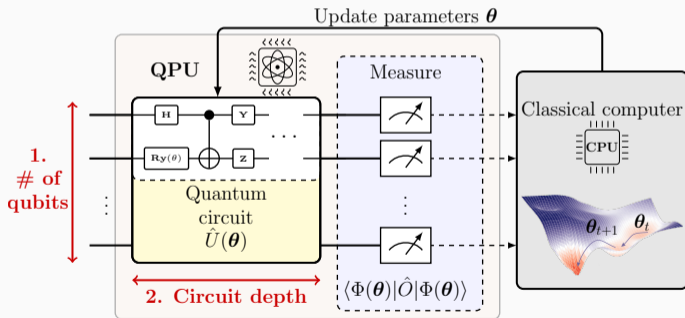 Update parameters θ
QPU
Measure
Classical computer
CPU
H
Y
. . .
Ry(θ)
Z
1.
# of
qubits
Quantum
circuit
Û(θ)
θₜ₊₁
θₜ
2. Circuit depth
⟨Φ(θ)|Ô|Φ(θ)⟩